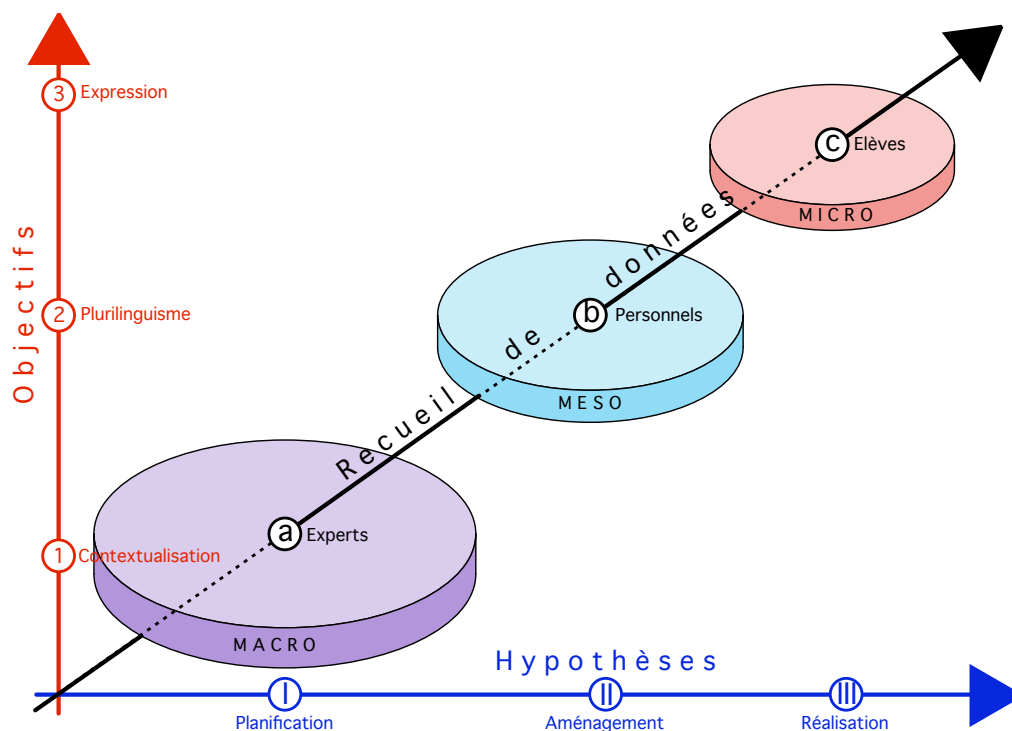 3 Expression
c Elèves
MICRO
Objectifs
2 Plurilinguisme
b Personnels
MESO
Recueil de données
a Experts
1 Contextualisation
MACRO
Hypothèses
I II III
Planification Aménagement Réalisation